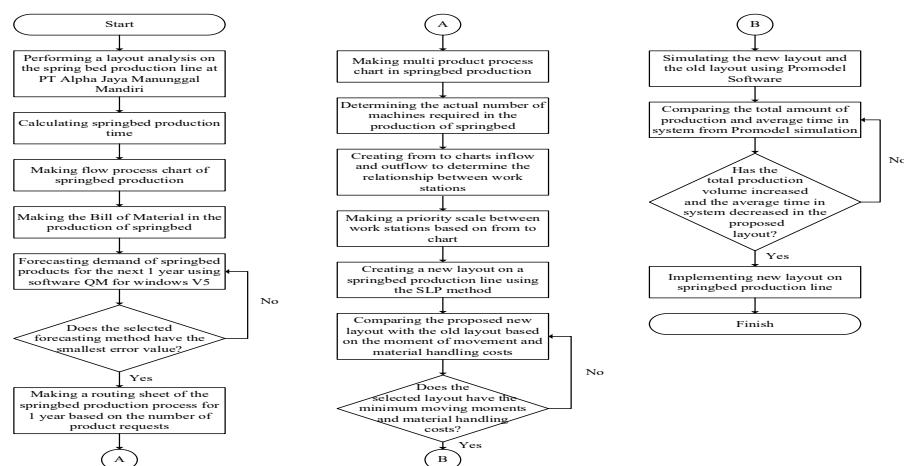 Start
Performing a layout analysis on
the spring bed production line at
PT Alpha Jaya Manunggal
Mandiri
Calculating springbed production
time
Making flow process chart of
springbed production
Making the Bill of Material in the
production of springbed
Forecasting demand of springbed
products for the next 1 year using
software QM for windows V5
No
Does the selected
forecasting method have the
smallest error value?
Yes
Making a routing sheet of the
springbed production process for
1 year based on the number of
product requests
A
A
Making multi product process
chart in springbed production
Determining the actual number of
machines required in the
production of springbed
Creating from to charts inflow
and outflow to determine the
relationship between work
stations
Making a priority scale between
work stations based on from to
chart
Creating a new layout on a
springbed production line using
the SLP method
Comparing the proposed new
layout with the old layout based
on the moment of movement and
material handling costs
No
Does the
selected layout have the
minimum moving moments
and material handling
costs?
Yes
B
B
Simulating the new layout and
the old layout using Promodel
Software
Comparing the total amount of
production and average time in
system from Promodel simulation
No
Has the
total production
volume increased
and the average time in
system decreased in the
proposed
layout?
Yes
Implementing new layout on
springbed production line
Finish